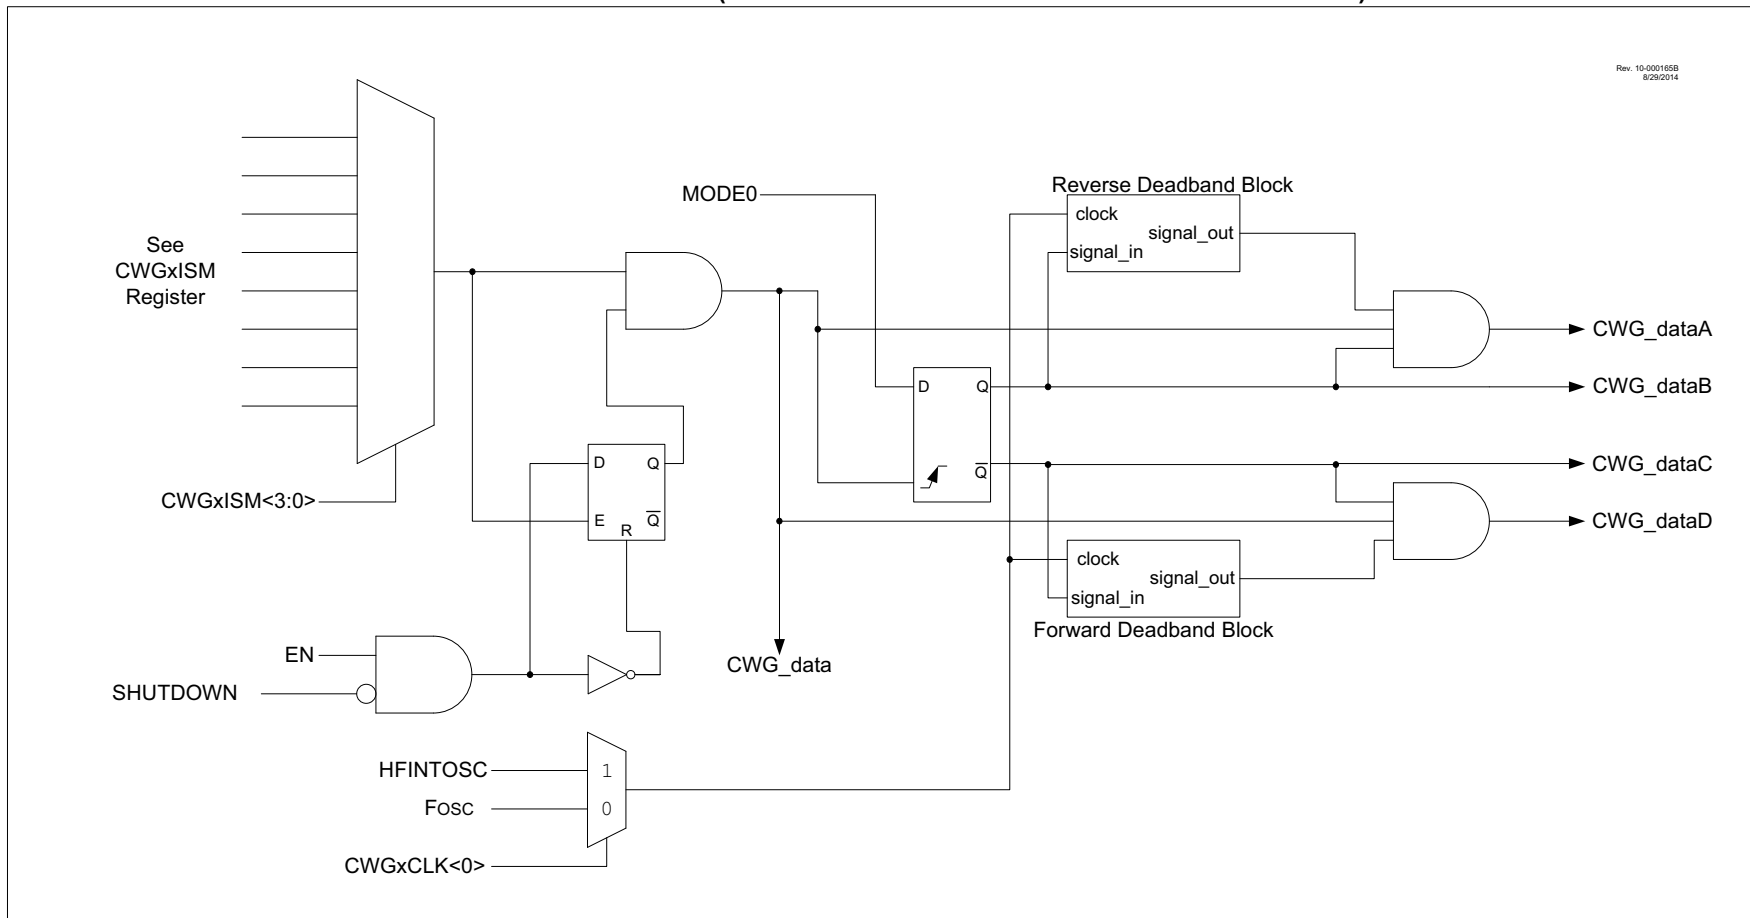 Rev. 10-000165B
8/29/2014
See
CWGxISM
Register
CWGxISM<3:0>
MODE0
Reverse Deadband Block
clock
signal_in
signal_out
CWG_dataA
D
Q
Q
CWG_dataB
CWG_dataC
CWG_dataD
D
Q
E
Q
R
clock
signal_in
signal_out
Forward Deadband Block
EN
SHUTDOWN
CWG_data
HFINTOSC
1
FOSC
0
CWGxCLK<0>